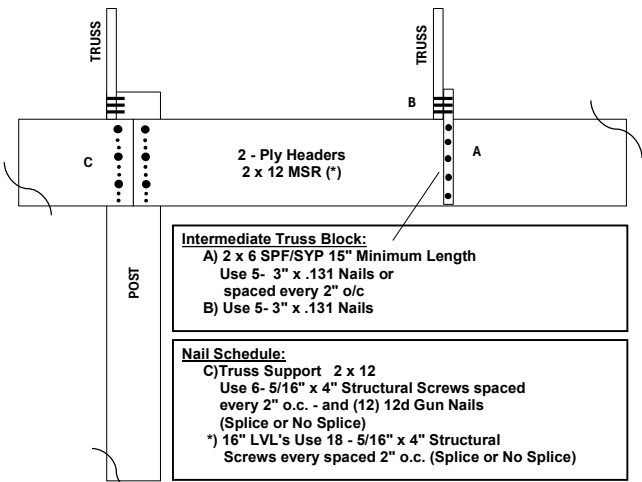 TRUSS
TRUSS
B
C
2 - Ply Headers
2 x 12 MSR (*)
A
POST
Intermediate Truss Block:
A) 2 x 6 SPF/SYP 15" Minimum Length
Use 5- 3" x .131 Nails or
spaced every 2" o/c
B) Use 5- 3" x .131 Nails
Nail Schedule:
C)Truss Support 2 x 12
Use 6- 5/16" x 4" Structural Screws spaced
every 2" o.c. - and (12) 12d Gun Nails
(Splice or No Splice)
*) 16" LVL's Use 18 - 5/16" x 4" Structural
Screws every spaced 2" o.c. (Splice or No Splice)